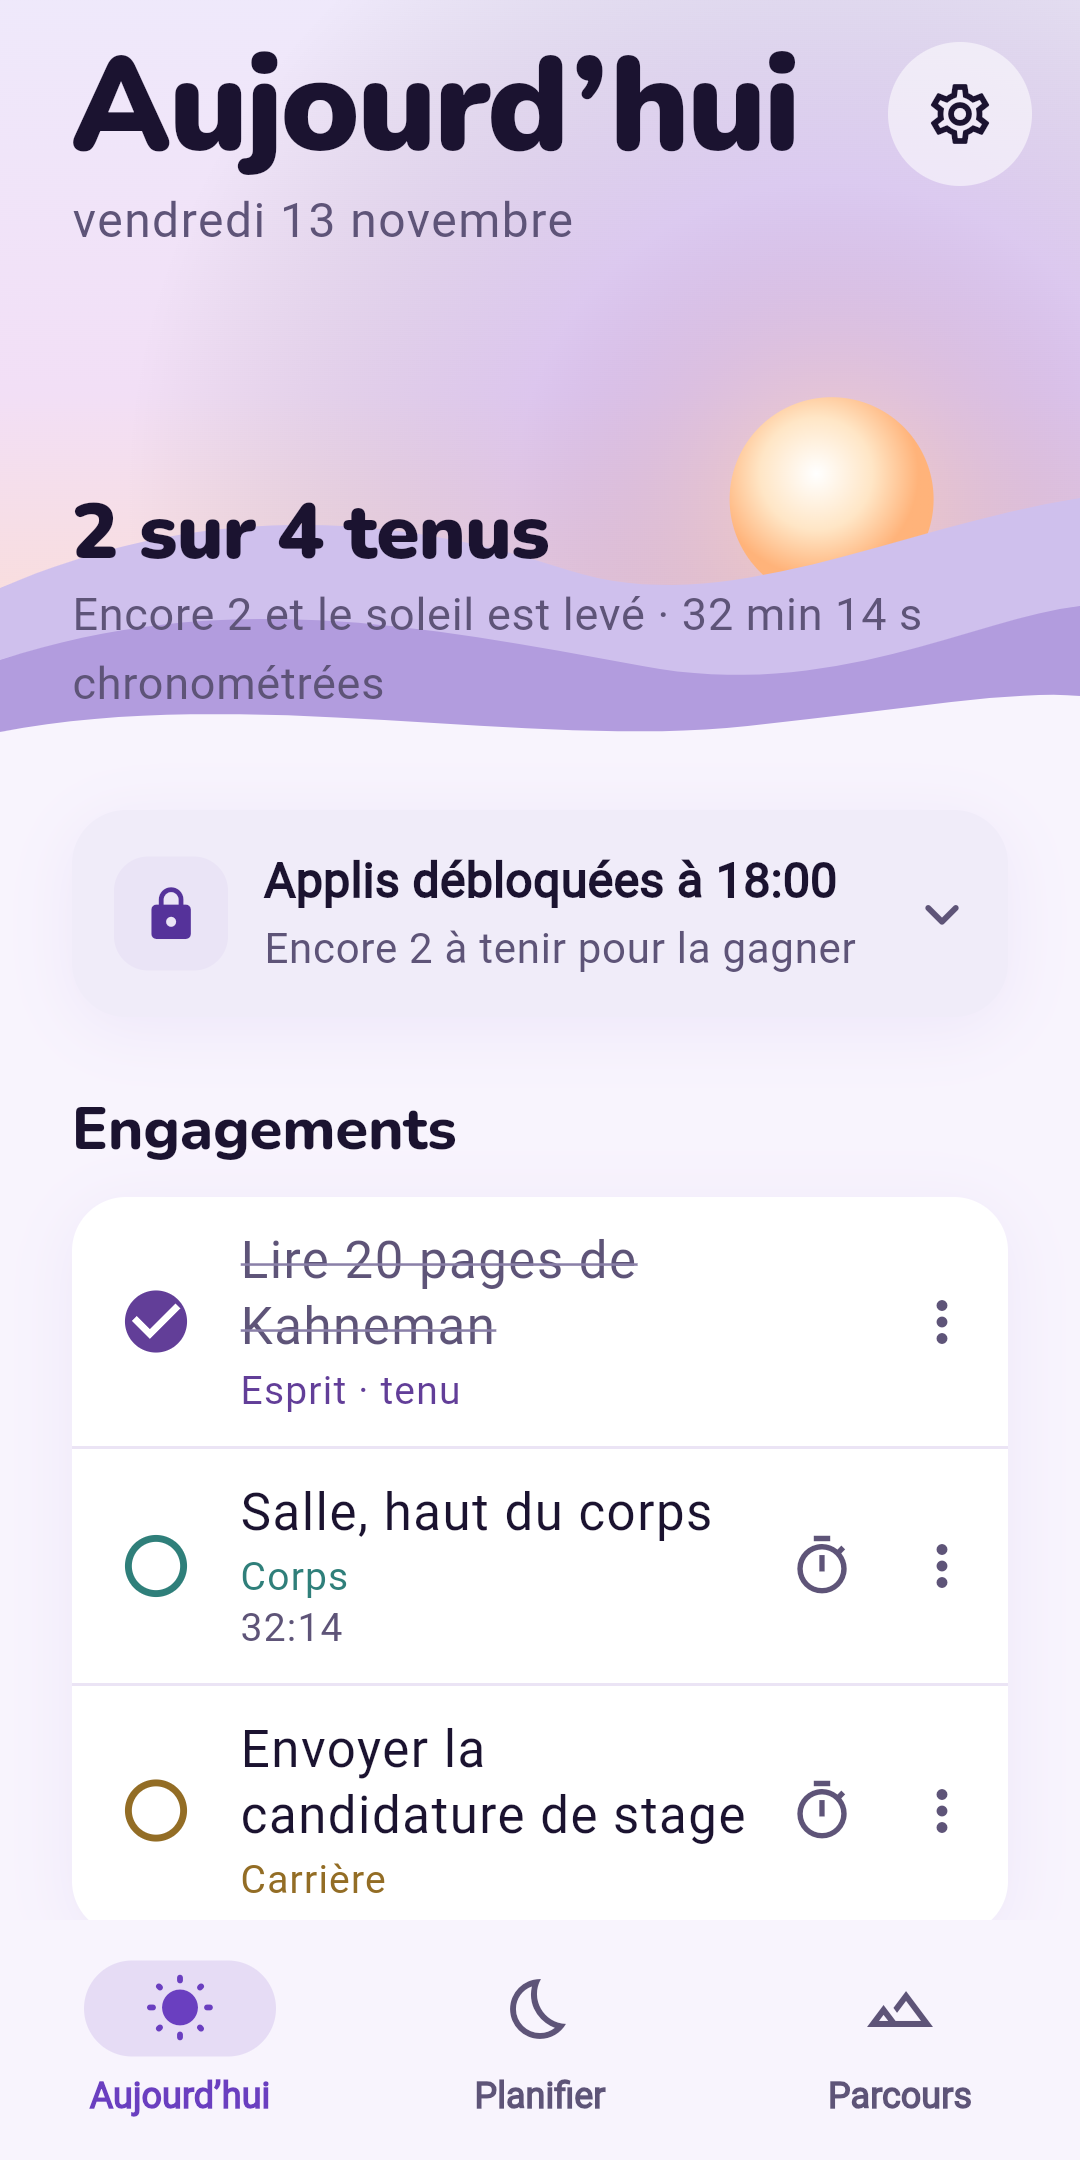 Aujourd’hui
vendredi 13 novembre
2 sur 4 tenus
Encore 2 et le soleil est levé · 32 min 14 s
chronométrées
Applis débloquées à 18:00
Encore 2 à tenir pour la gagner
Engagements
Lire 20 pages de
Kahneman
Esprit · tenu
Salle, haut du corps
Corps
32:14
Envoyer la
candidature de stage
Carrière
Aujourd’hui
Planifier
Parcours